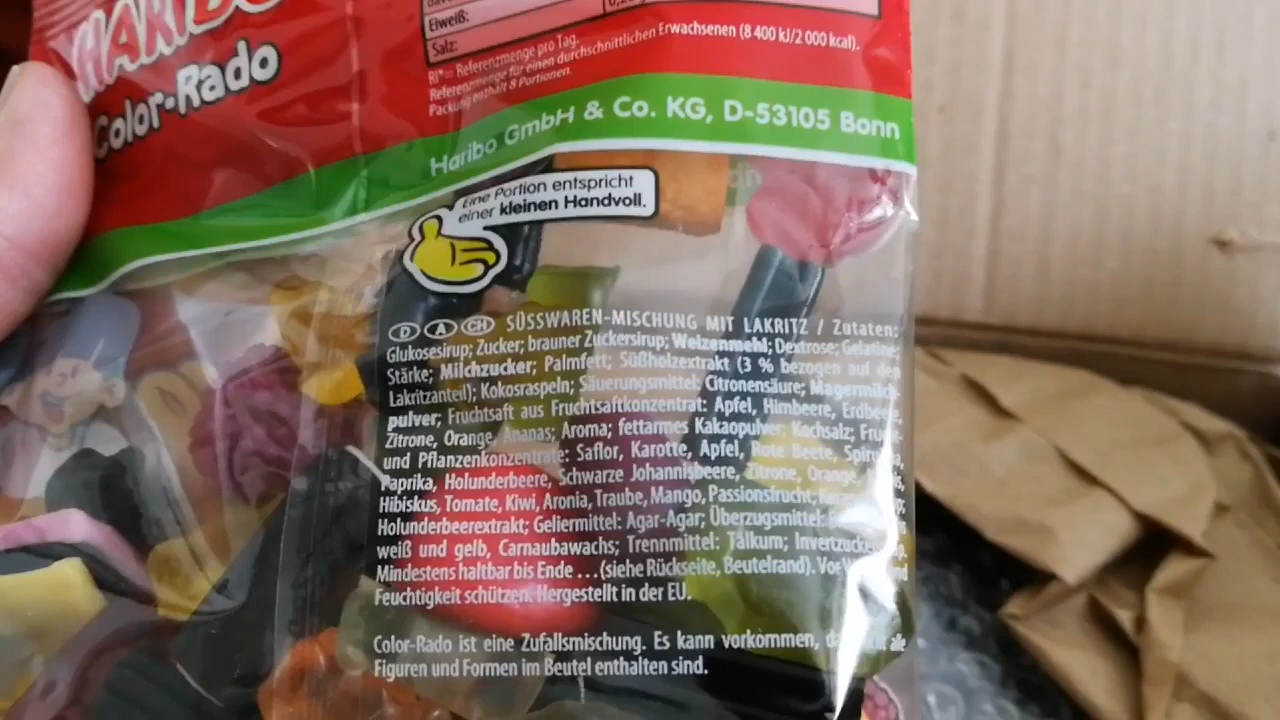 HARIBO
Color-Rado
Eiweiß:
Salz:
RI* = Referenzmenge pro Tag.
Referenzmenge für einen durchschnittlichen Erwachsenen (8 400 kJ/2 000 kcal).
Packung enthält 8 Portionen.
Haribo GmbH & Co. KG, D-53105 Bonn
Eine Portion entspricht
einer kleinen Handvoll.
D A CH SÜSSWAREN-MISCHUNG MIT LAKRITZ / Zutaten:
Glukosesirup; Zucker; brauner Zuckersirup; Weizenmehl; Dextrose; Gelatine;
Stärke; Milchzucker; Palmfett; Süßholzextrakt (3 % bezogen auf den
Lakritzanteil); Kokosraspeln; Säuerungsmittel: Citronensäure; Magermilch-
pulver; Fruchtsaft aus Fruchtsaftkonzentrat: Apfel, Himbeere, Erdbeere,
Zitrone, Orange, Ananas; Aroma; fettarmes Kakaopulver; Kochsalz; Frucht-
und Pflanzenkonzentrate: Saflor, Karotte, Apfel, Rote Beete, Spirulina,
Paprika, Holunderbeere, Schwarze Johannisbeere, Zitrone, Orange,
Hibiskus, Tomate, Kiwi, Aronia, Traube, Mango, Passionsfrucht;
Holunderbeerextrakt; Geliermittel: Agar-Agar; Überzugsmittel:
weiß und gelb, Carnaubawachs; Trennmittel: Talkum;
Mindestens haltbar bis Ende ... (siehe Rückseite, Beutelrand). Vor
Feuchtigkeit schützen. Hergestellt in der EU.
Color-Rado ist eine Zufallsmischung. Es kann vorkommen, alle
Figuren und Formen im Beutel enthalten sind.